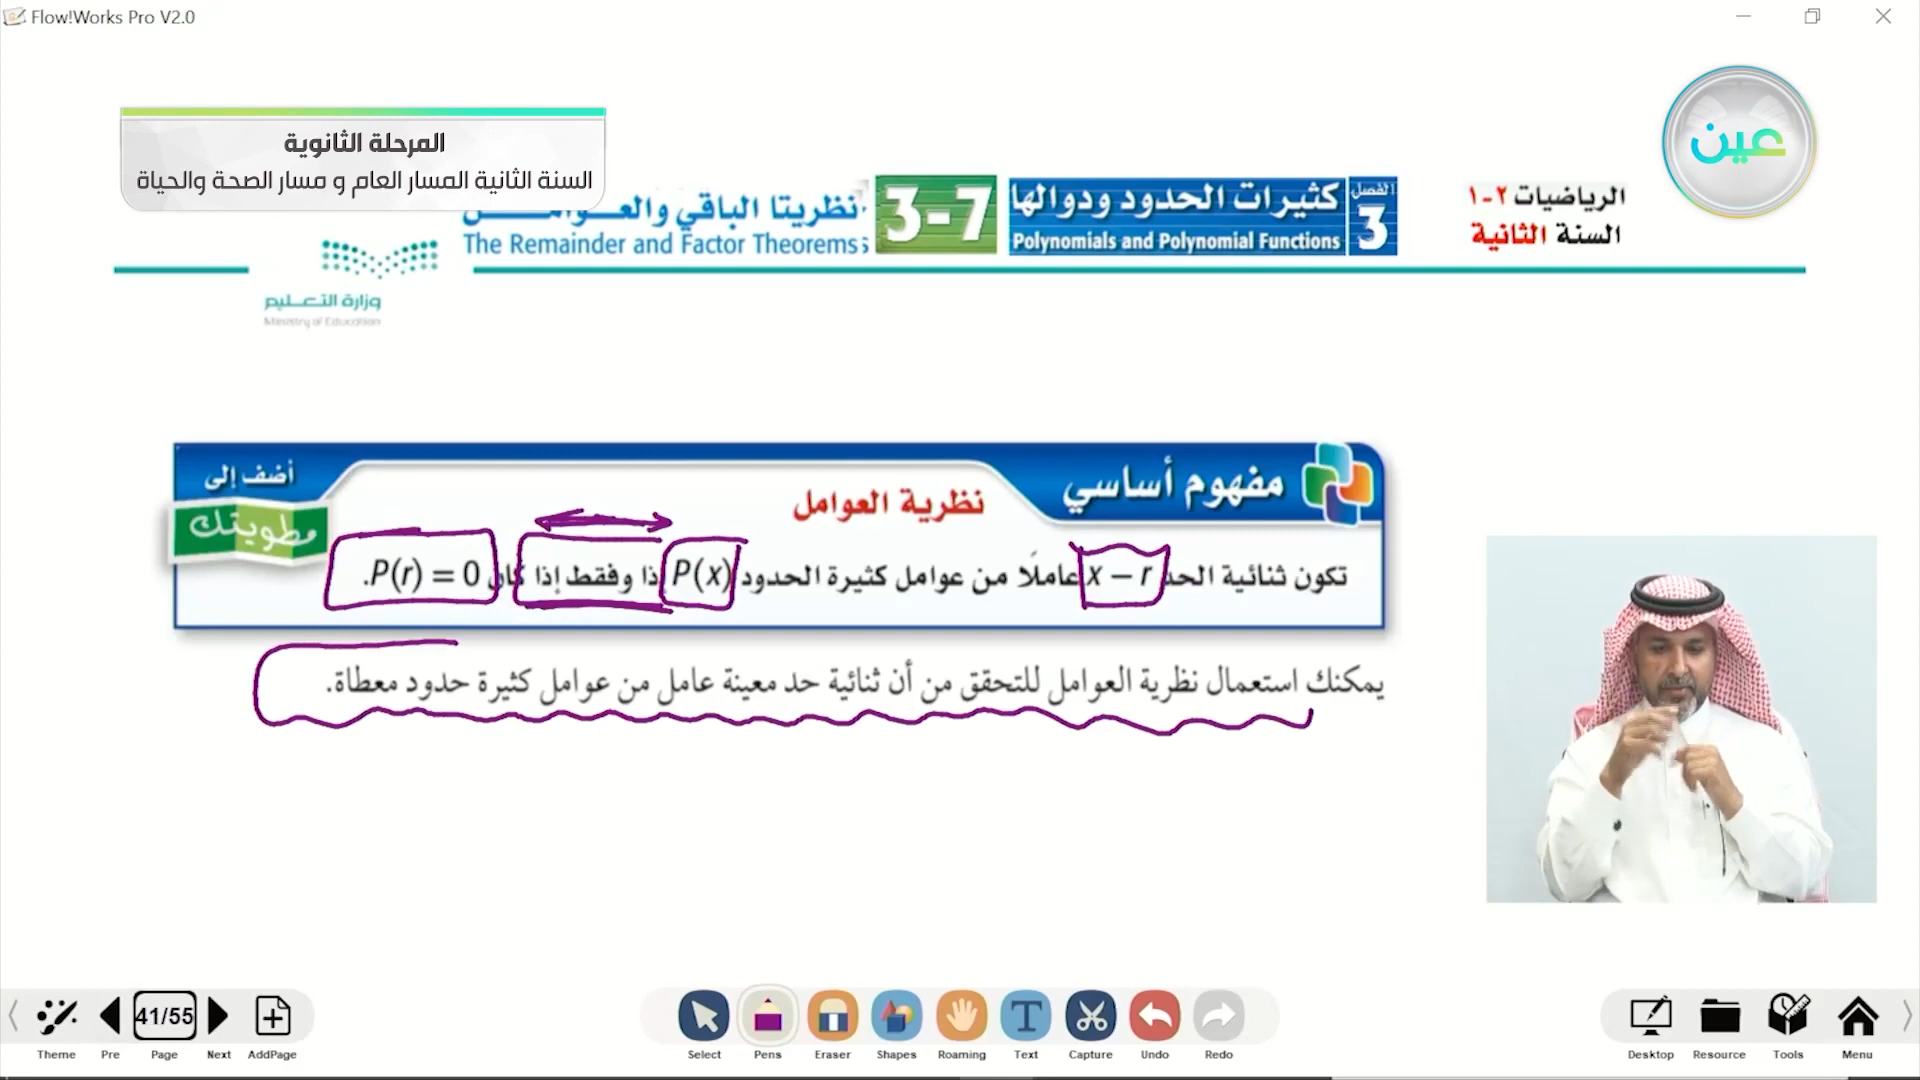 Flow!Works Pro V2.0
عين
المرحلة الثانوية
السنة الثانية المسار العام و مسار الصحة والحياة
الرياضيات ٢-١
السنة الثانية
الفصل 3
كثيرات الحدود ودوالها
Polynomials and Polynomial Functions
3-7
نظريتا الباقي والعوامل
The Remainder and Factor Theorems
وزارة التعليم
Ministry of Education
مفهوم أساسي
أضف إلى
مطويتك
نظرية العوامل
تكون ثنائية الحد x − r عاملًا من عوامل كثيرة الحدود P(x) إذا وفقط إذا كان P(r) = 0.
يمكنك استعمال نظرية العوامل للتحقق من أن ثنائية حد معينة عامل من عوامل كثيرة حدود معطاة.
41/55
Theme Pre Page Next AddPage Select Pens Eraser Shapes Roaming Text Capture Undo Redo Desktop Resource Tools Menu